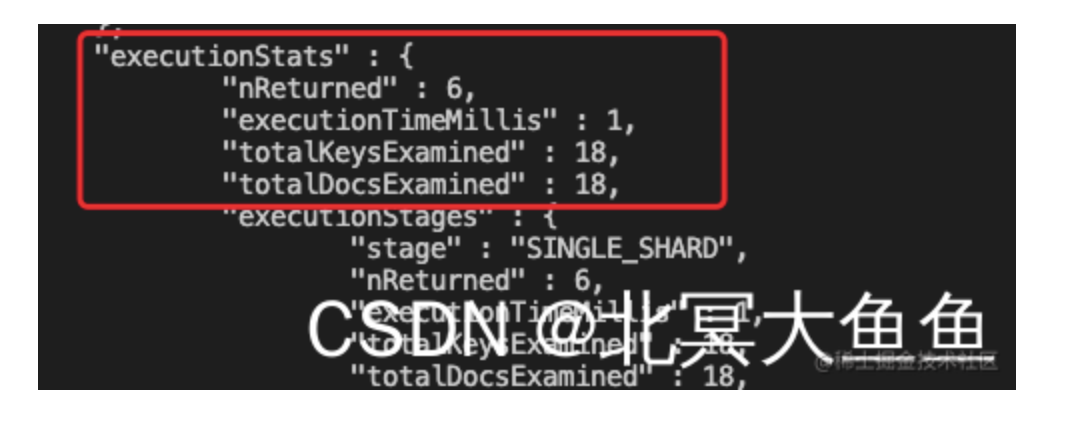 },
"executionStats" : {
"nReturned" : 6,
"executionTimeMillis" : 1,
"totalKeysExamined" : 18,
"totalDocsExamined" : 18,
"executionStages" : {
"stage" : "SINGLE_SHARD",
"nReturned" : 6,
"executionTimeMillis" : 1,
"totalKeysExamined" : 18,
"totalDocsExamined" : 18,
CSDN @北冥大鱼鱼
@稀土掘金技术社区